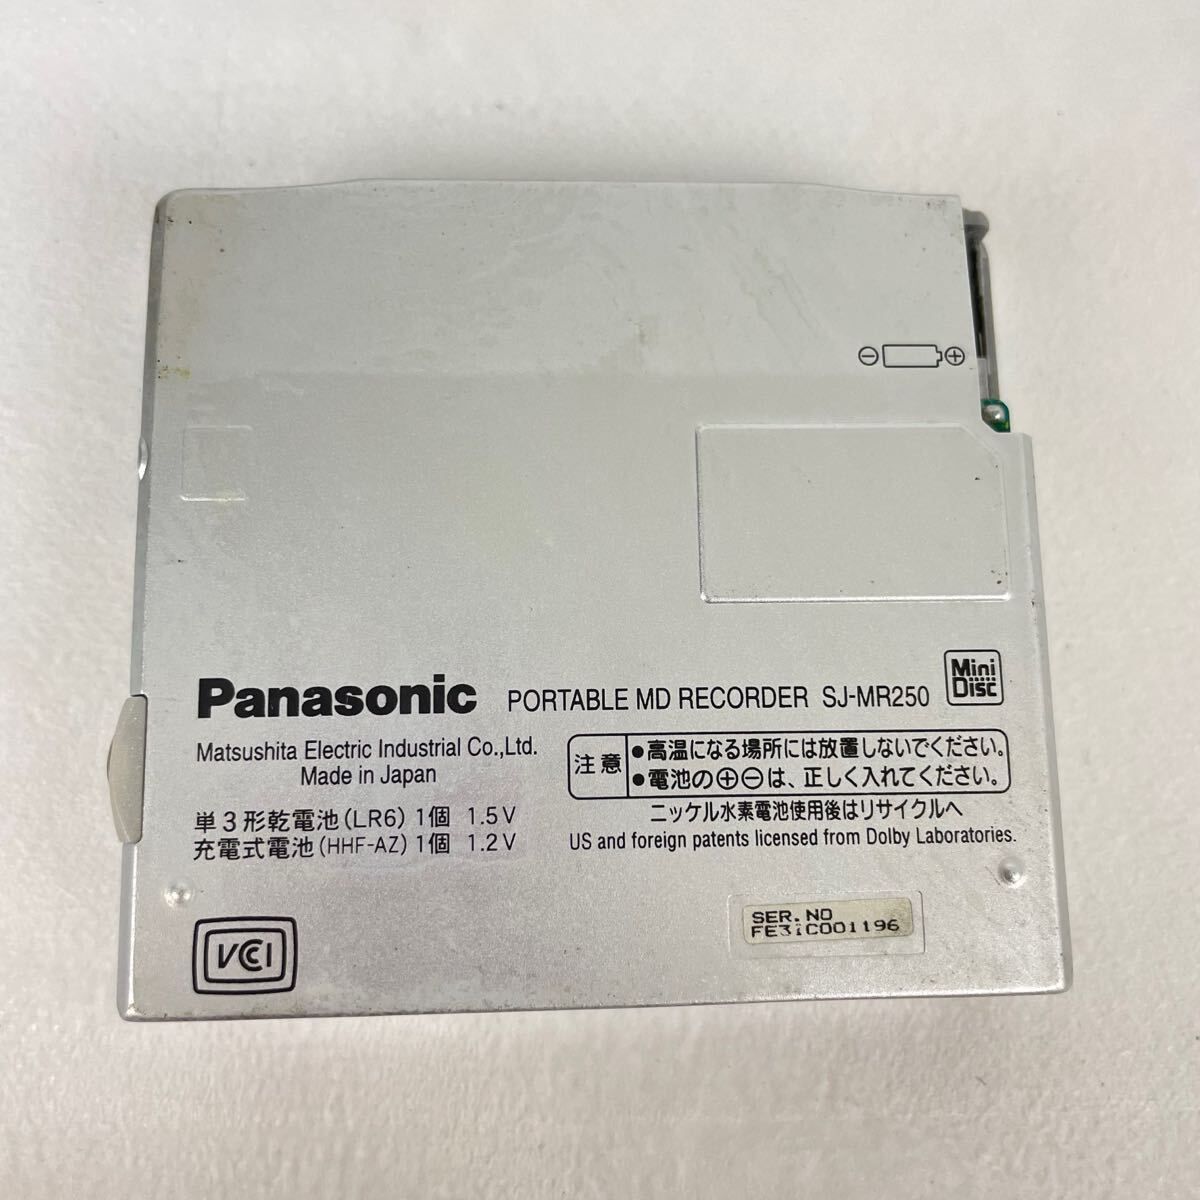 ⊖ ⊕
Panasonic PORTABLE MD RECORDER SJ-MR250 Mini Disc
Matsushita Electric Industrial Co.,Ltd.
Made in Japan
単3形乾電池(LR6) 1個 1.5V
充電式電池(HHF-AZ) 1個 1.2V
注意
●高温になる場所には放置しないでください。
●電池の⊕⊖は、正しく入れてください。
ニッケル水素電池使用後はリサイクルへ
US and foreign patents licensed from Dolby Laboratories.
SER.NO
FE3iC001196
VCCI